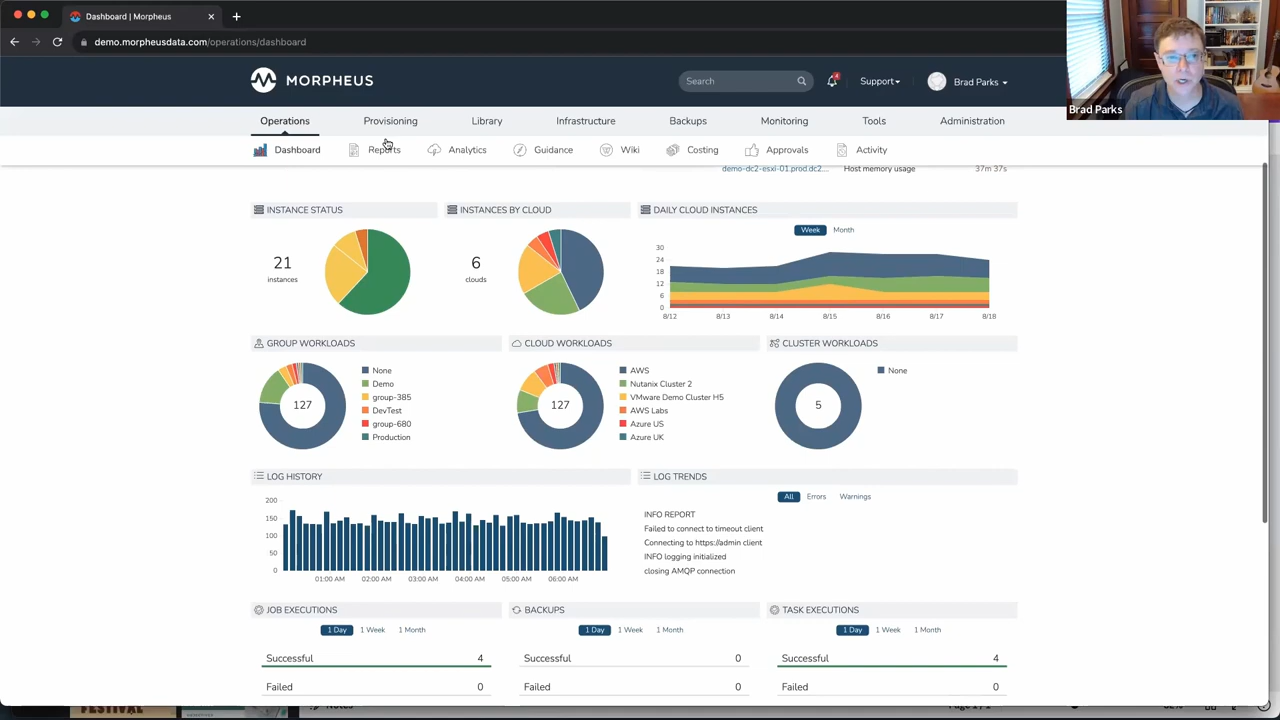 Dashboard | Morpheus
demo.morpheusdata.com/operations/dashboard
MORPHEUS
Search
4
Support
Brad Parks
Brad Parks
Operations
Provisioning
Library
Infrastructure
Backups
Monitoring
Tools
Administration
Dashboard
Reports
Analytics
Guidance
Wiki
Costing
Approvals
Activity
demo-dc2-esxi-01.prod.dc2....
Host memory usage
37m 37s
INSTANCE STATUS
21
instances
INSTANCES BY CLOUD
6
clouds
DAILY CLOUD INSTANCES
Week
Month
30
24
18
12
6
0
8/12
8/13
8/14
8/15
8/16
8/17
8/18
GROUP WORKLOADS
127
None
Demo
group-385
DevTest
group-680
Production
CLOUD WORKLOADS
127
AWS
Nutanix Cluster 2
VMware Demo Cluster H5
AWS Labs
Azure US
Azure UK
CLUSTER WORKLOADS
5
None
LOG HISTORY
200
150
100
50
0
01:00 AM
02:00 AM
03:00 AM
04:00 AM
05:00 AM
06:00 AM
LOG TRENDS
All
Errors
Warnings
INFO REPORT
Failed to connect to timeout client
Connecting to https://admin client
INFO logging initialized
closing AMQP connection
JOB EXECUTIONS
1 Day
1 Week
1 Month
Successful
4
Failed
0
BACKUPS
1 Day
1 Week
1 Month
Successful
0
Failed
0
TASK EXECUTIONS
1 Day
1 Week
1 Month
Successful
4
Failed
0
FESTIVAL